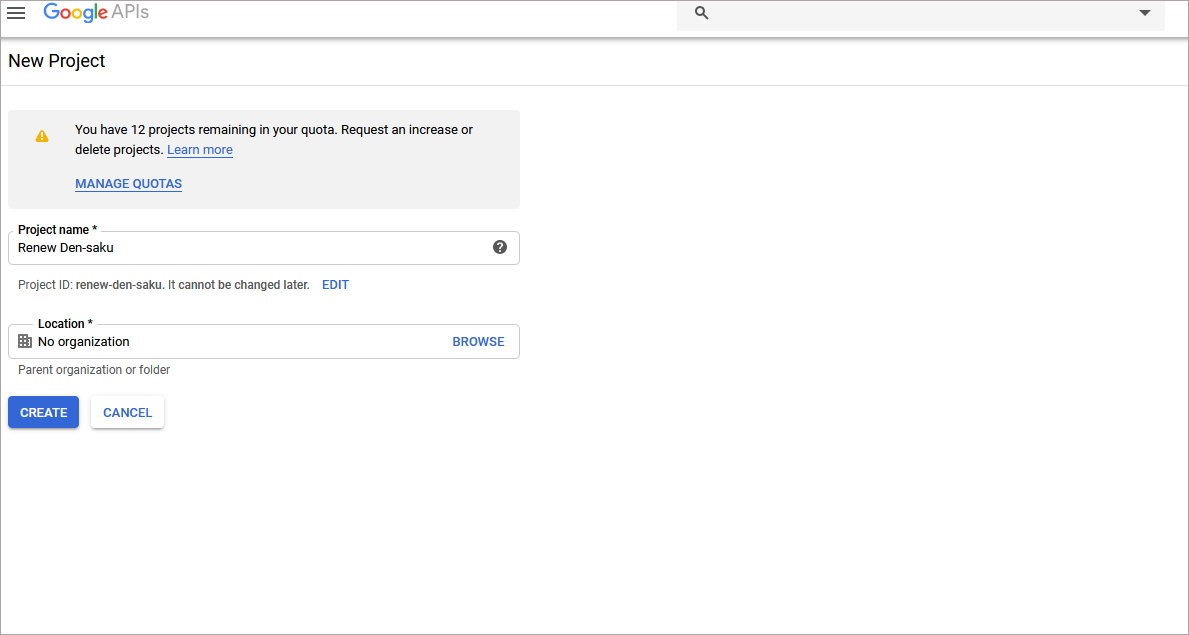 Google APIs
New Project
You have 12 projects remaining in your quota. Request an increase or
delete projects. Learn more
MANAGE QUOTAS
Project name *
Renew Den-saku
Project ID: renew-den-saku. It cannot be changed later. EDIT
Location *
No organization BROWSE
Parent organization or folder
CREATE CANCEL